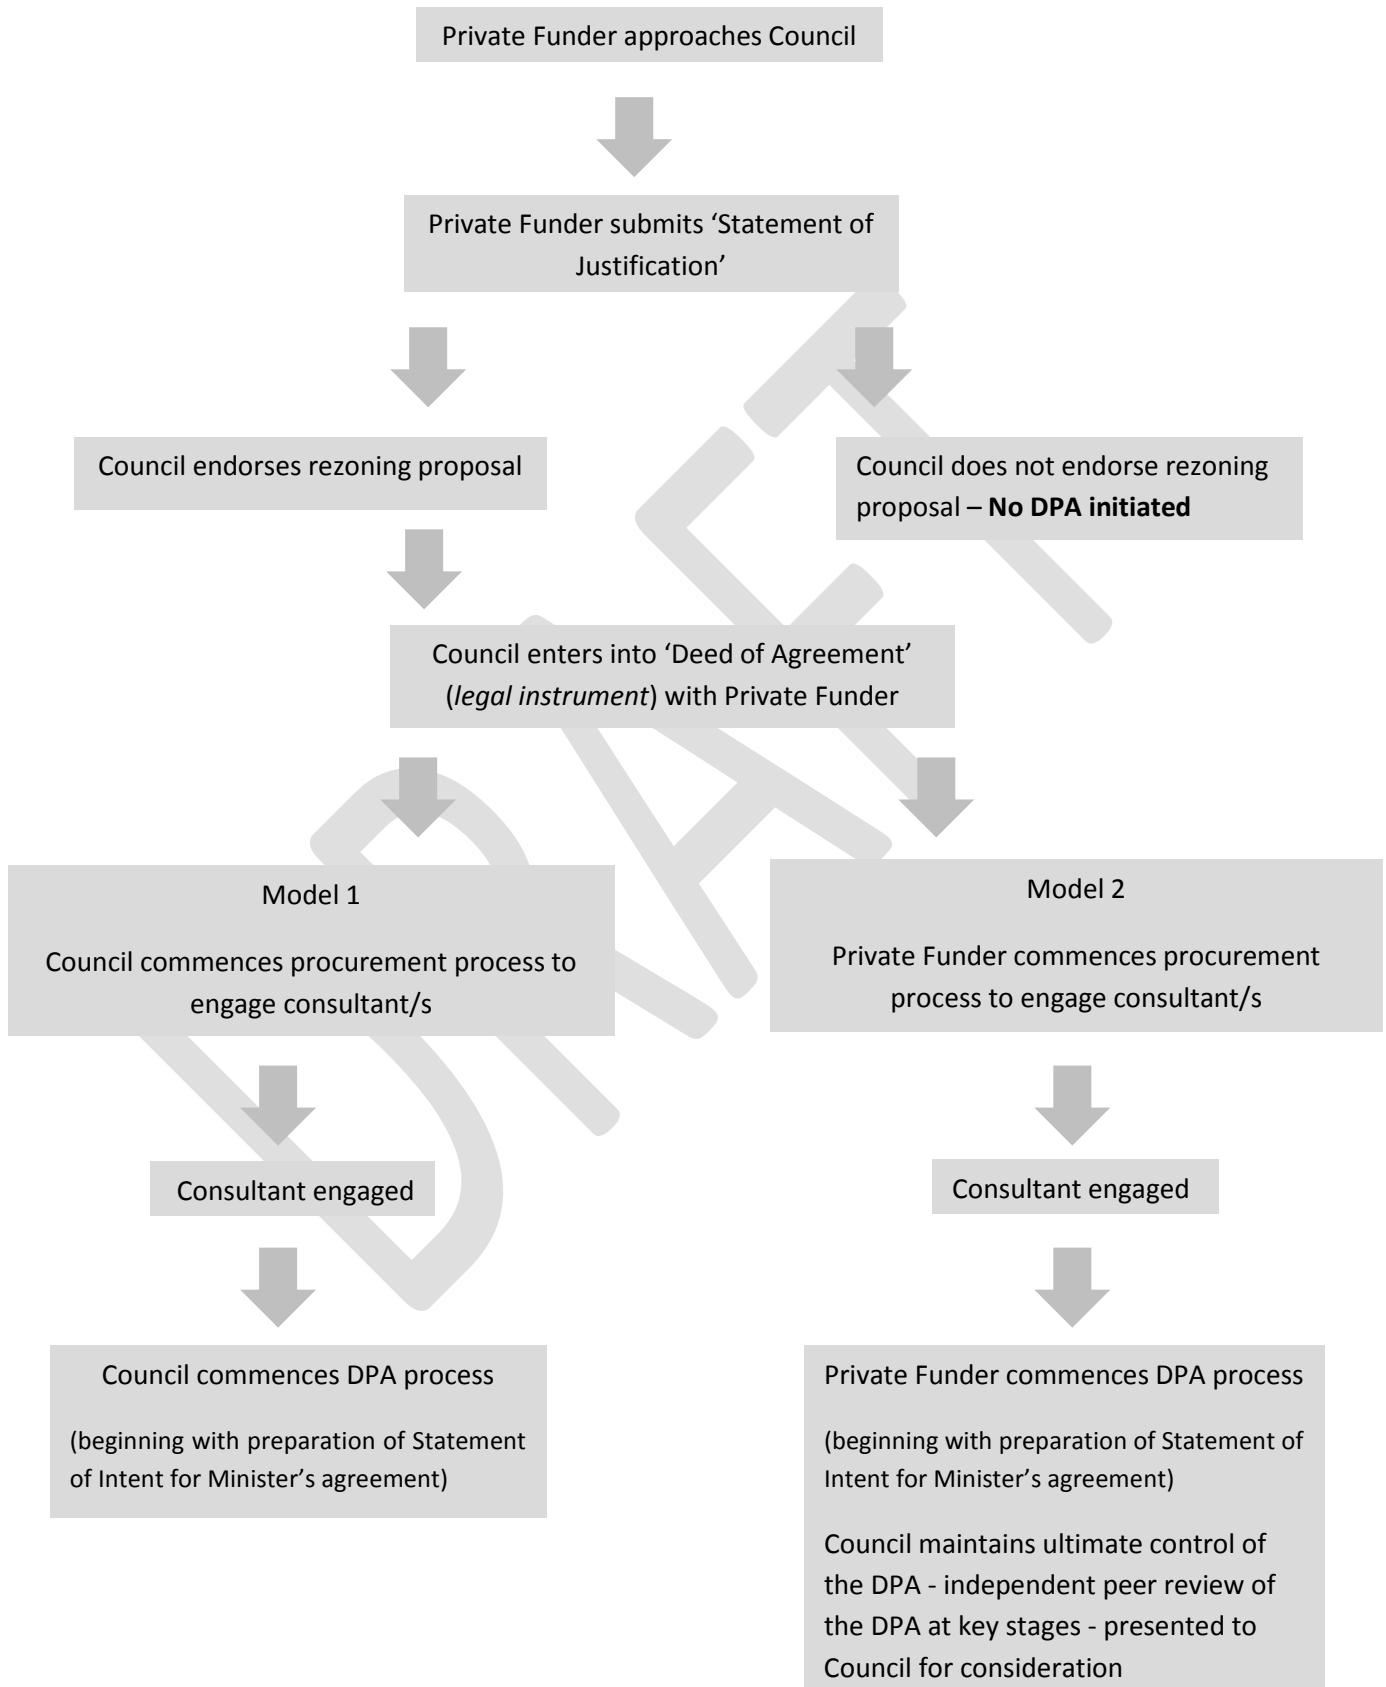 Private Funder approaches Council
Private Funder submits ‘Statement of
Justification’
Council endorses rezoning proposal
Council does not endorse rezoning
proposal – No DPA initiated
Council enters into ‘Deed of Agreement’
(legal instrument) with Private Funder
Model 1
Council commences procurement process to
engage consultant/s
Model 2
Private Funder commences procurement
process to engage consultant/s
Consultant engaged
Consultant engaged
Council commences DPA process
(beginning with preparation of Statement
of Intent for Minister’s agreement)
Private Funder commences DPA process
(beginning with preparation of Statement of
Intent for Minister’s agreement)
Council maintains ultimate control of
the DPA - independent peer review of
the DPA at key stages - presented to
Council for consideration
DRAFT